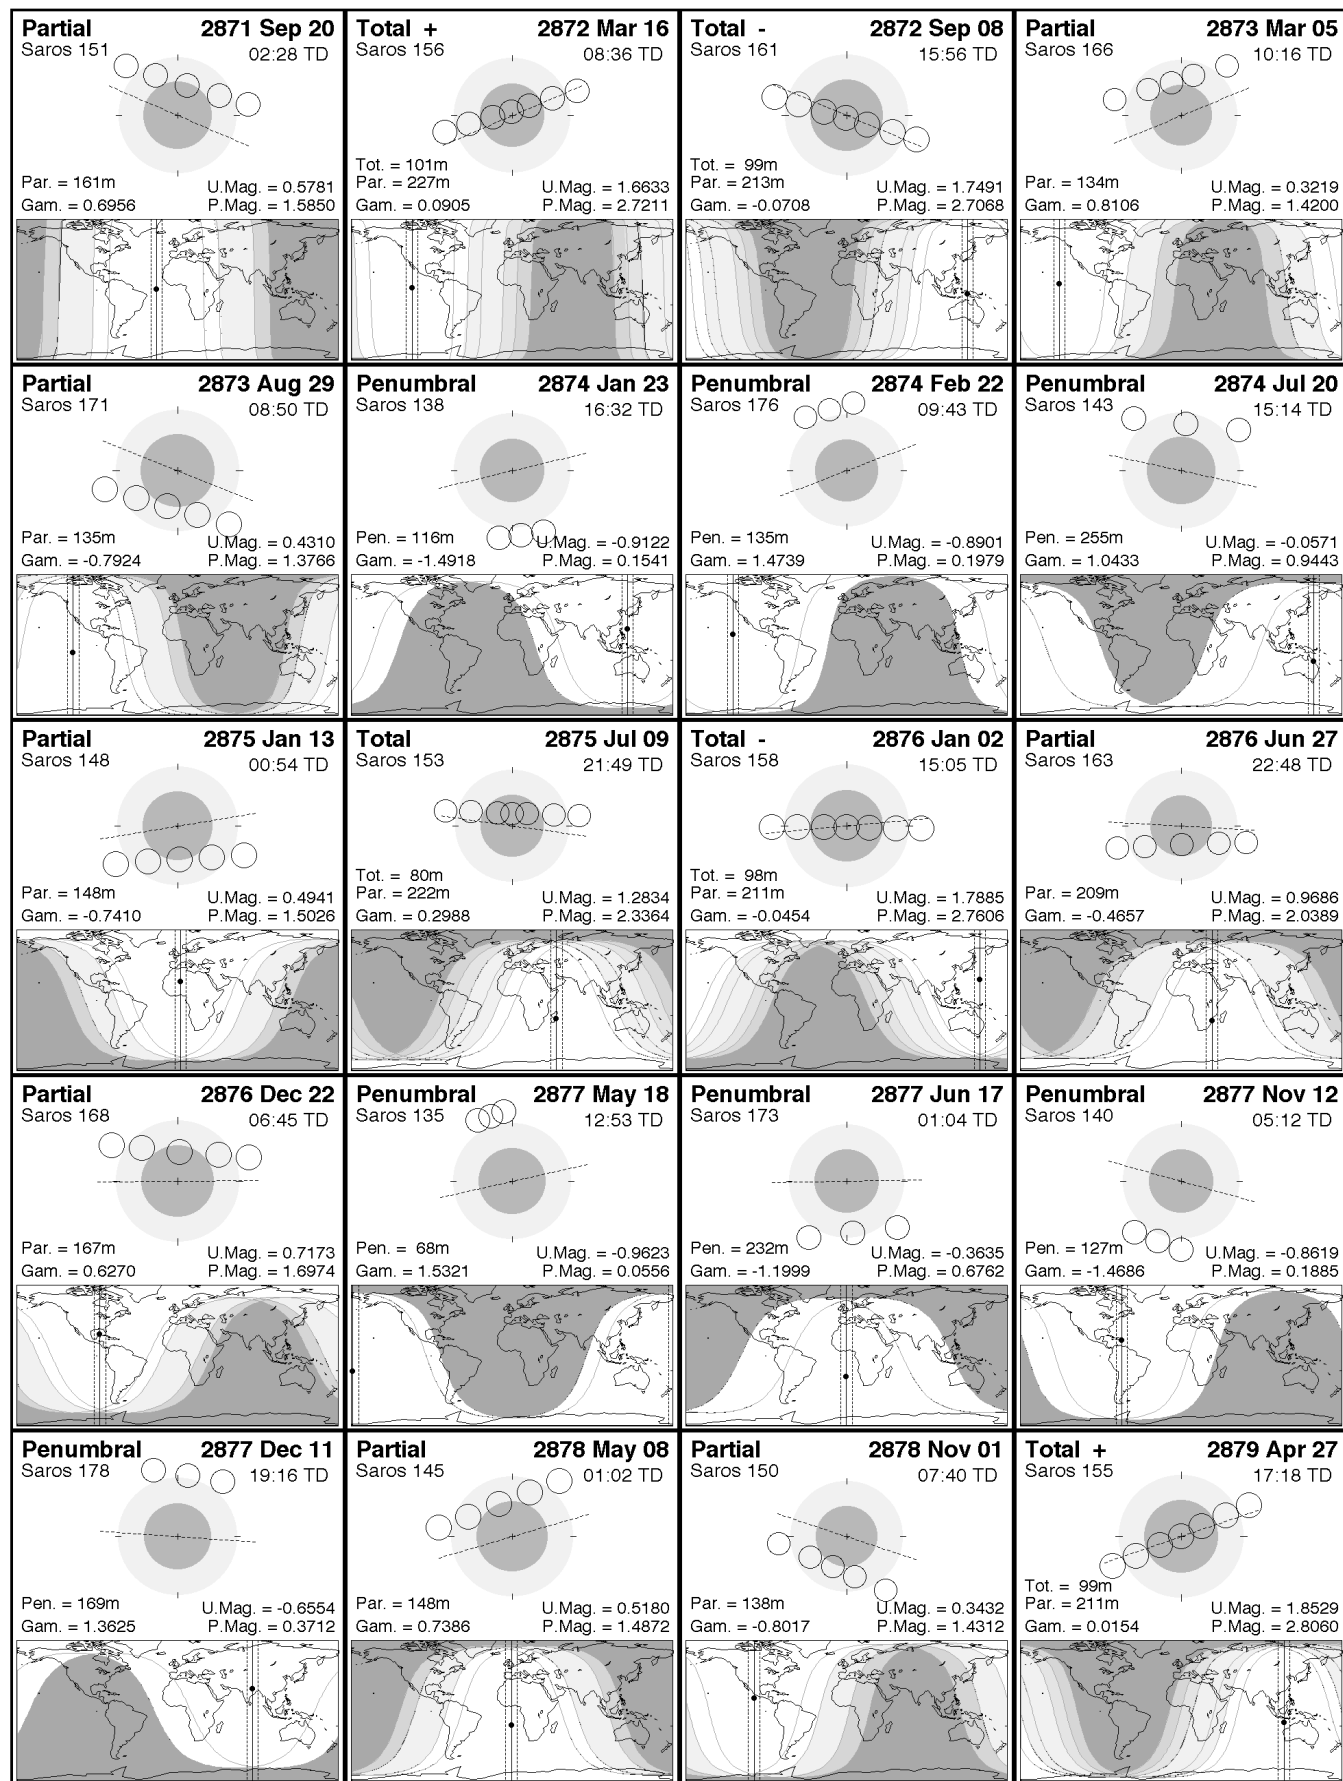 Partial 2871 Sep 20
Saros 151 02:28 TD
Par. = 161m U.Mag. = 0.5781
Gam. = 0.6956 P.Mag. = 1.5850
Total + 2872 Mar 16
Saros 156 08:36 TD
Tot. = 101m
Par. = 227m U.Mag. = 1.6633
Gam. = 0.0905 P.Mag. = 2.7211
Total - 2872 Sep 08
Saros 161 15:56 TD
Tot. = 99m
Par. = 213m U.Mag. = 1.7491
Gam. = -0.0708 P.Mag. = 2.7068
Partial 2873 Mar 05
Saros 166 10:16 TD
Par. = 134m U.Mag. = 0.3219
Gam. = 0.8106 P.Mag. = 1.4200
Partial 2873 Aug 29
Saros 171 08:50 TD
Par. = 135m U.Mag. = 0.4310
Gam. = -0.7924 P.Mag. = 1.3766
Penumbral 2874 Jan 23
Saros 138 16:32 TD
Pen. = 116m U.Mag. = -0.9122
Gam. = -1.4918 P.Mag. = 0.1541
Penumbral 2874 Feb 22
Saros 176 09:43 TD
Pen. = 135m U.Mag. = -0.8901
Gam. = 1.4739 P.Mag. = 0.1979
Penumbral 2874 Jul 20
Saros 143 15:14 TD
Pen. = 255m U.Mag. = -0.0571
Gam. = 1.0433 P.Mag. = 0.9443
Partial 2875 Jan 13
Saros 148 00:54 TD
Par. = 148m U.Mag. = 0.4941
Gam. = -0.7410 P.Mag. = 1.5026
Total 2875 Jul 09
Saros 153 21:49 TD
Tot. = 80m
Par. = 222m U.Mag. = 1.2834
Gam. = 0.2988 P.Mag. = 2.3364
Total - 2876 Jan 02
Saros 158 15:05 TD
Tot. = 98m
Par. = 211m U.Mag. = 1.7885
Gam. = -0.0454 P.Mag. = 2.7606
Partial 2876 Jun 27
Saros 163 22:48 TD
Par. = 209m U.Mag. = 0.9686
Gam. = -0.4657 P.Mag. = 2.0389
Partial 2876 Dec 22
Saros 168 06:45 TD
Par. = 167m U.Mag. = 0.7173
Gam. = 0.6270 P.Mag. = 1.6974
Penumbral 2877 May 18
Saros 135 12:53 TD
Pen. = 68m U.Mag. = -0.9623
Gam. = 1.5321 P.Mag. = 0.0556
Penumbral 2877 Jun 17
Saros 173 01:04 TD
Pen. = 232m U.Mag. = -0.3635
Gam. = -1.1999 P.Mag. = 0.6762
Penumbral 2877 Nov 12
Saros 140 05:12 TD
Pen. = 127m U.Mag. = -0.8619
Gam. = -1.4686 P.Mag. = 0.1885
Penumbral 2877 Dec 11
Saros 178 19:16 TD
Pen. = 169m U.Mag. = -0.6554
Gam. = 1.3625 P.Mag. = 0.3712
Partial 2878 May 08
Saros 145 01:02 TD
Par. = 148m U.Mag. = 0.5180
Gam. = 0.7386 P.Mag. = 1.4872
Partial 2878 Nov 01
Saros 150 07:40 TD
Par. = 138m U.Mag. = 0.3432
Gam. = -0.8017 P.Mag. = 1.4312
Total + 2879 Apr 27
Saros 155 17:18 TD
Tot. = 99m
Par. = 211m U.Mag. = 1.8529
Gam. = 0.0154 P.Mag. = 2.8060